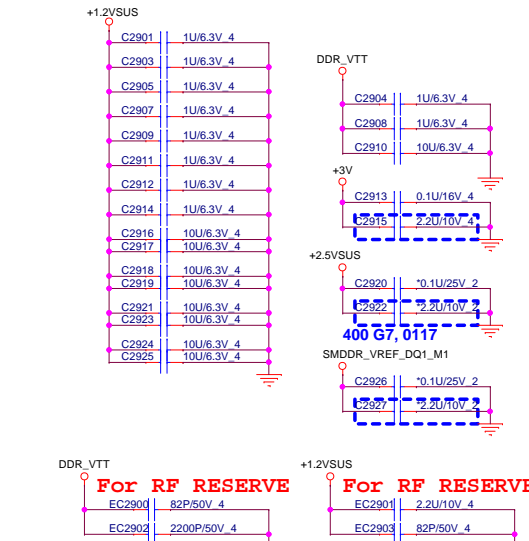 +1.2VSUS
C2901 1U/6.3V_4
C2903 1U/6.3V_4
C2905 1U/6.3V_4
C2907 1U/6.3V_4
C2909 1U/6.3V_4
C2911 1U/6.3V_4
C2912 1U/6.3V_4
C2914 1U/6.3V_4
C2916 10U/6.3V_4
C2917 10U/6.3V_4
C2918 10U/6.3V_4
C2919 10U/6.3V_4
C2921 10U/6.3V_4
C2923 10U/6.3V_4
C2924 10U/6.3V_4
C2925 10U/6.3V_4
DDR_VTT
C2904 1U/6.3V_4
C2908 1U/6.3V_4
C2910 10U/6.3V_4
+3V
C2913 0.1U/16V_4
C2915 2.2U/10V_4
+2.5VSUS
C2920 *0.1U/25V_2
C2922 *2.2U/10V_2
400 G7, 0117
SMDDR_VREF_DQ1_M1
C2926 *0.1U/25V_2
C2927 *2.2U/10V_2
DDR_VTT
For RF RESERVE
EC2900 82P/50V_4
EC2902 2200P/50V_4
+1.2VSUS
For RF RESERVE
EC2901 2.2U/10V_4
EC2903 82P/50V_4